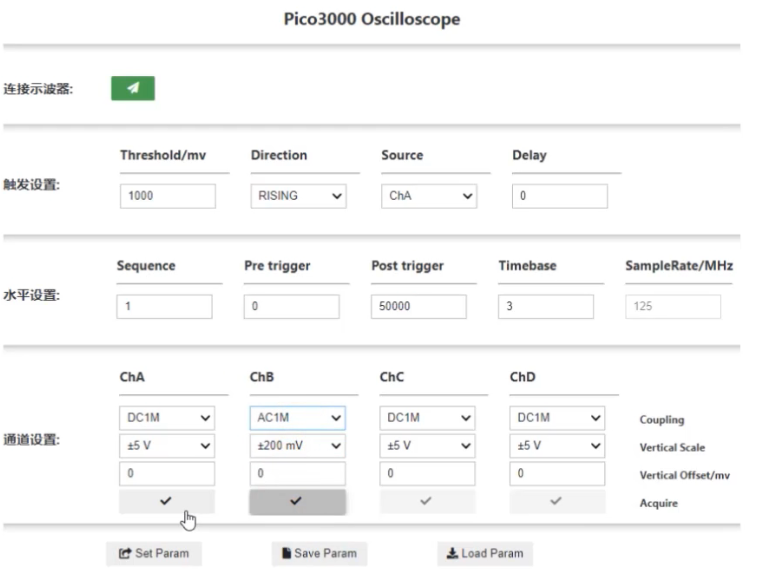 Pico3000 Oscilloscope
连接示波器:
Threshold/mv Direction Source Delay
触发设置:
1000 RISING ChA 0
Sequence Pre trigger Post trigger Timebase SampleRate/MHz
水平设置:
1 0 50000 3 125
ChA ChB ChC ChD
DC1M AC1M DC1M DC1M Coupling
通道设置:
±5 V ±200 mV ±5 V ±5 V Vertical Scale
0 0 0 0 Vertical Offset/mv
Acquire
Set Param Save Param Load Param